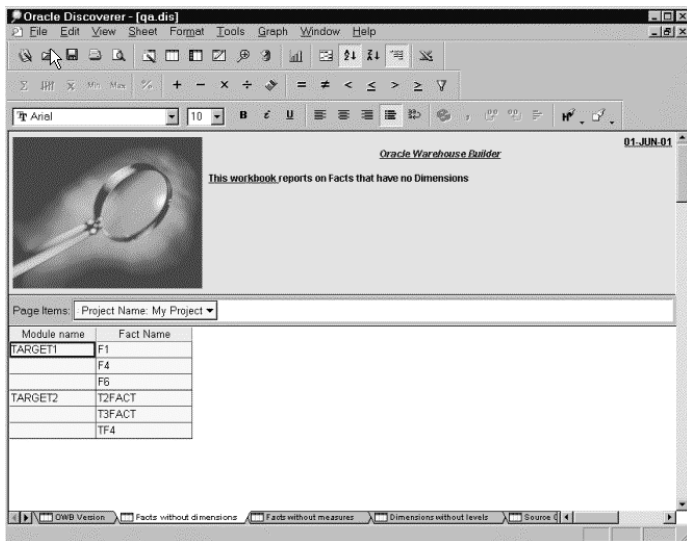 Oracle Discoverer - [qa.dis]
File Edit View Sheet Format Tools Graph Window Help
Σ Min Max % + - × ÷ = ≠ < ≤ > ≥
Arial 10 B i U
01-JUN-01
Oracle Warehouse Builder
This workbook reports on Facts that have no Dimensions
Page Items: Project Name: My Project
Module name Fact Name
TARGET1 F1
F4
F6
TARGET2 T2FACT
T3FACT
TF4
OWB Version Facts without dimensions Facts without measures Dimensions without levels Source